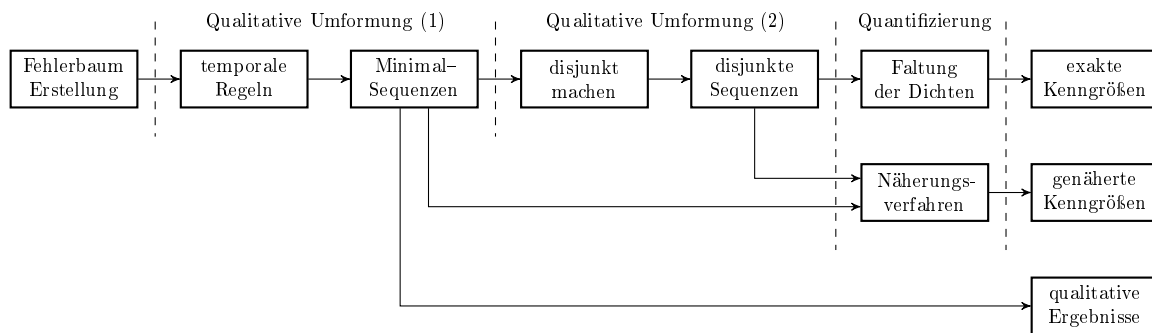 Qualitative Umformung (1)
Qualitative Umformung (2)
Quantifizierung
Fehlerbaum
Erstellung
temporale
Regeln
Minimal–
Sequenzen
disjunkt
machen
disjunkte
Sequenzen
Faltung
der Dichten
exakte
Kenngrößen
Näherungs-
verfahren
genäherte
Kenngrößen
qualitative
Ergebnisse